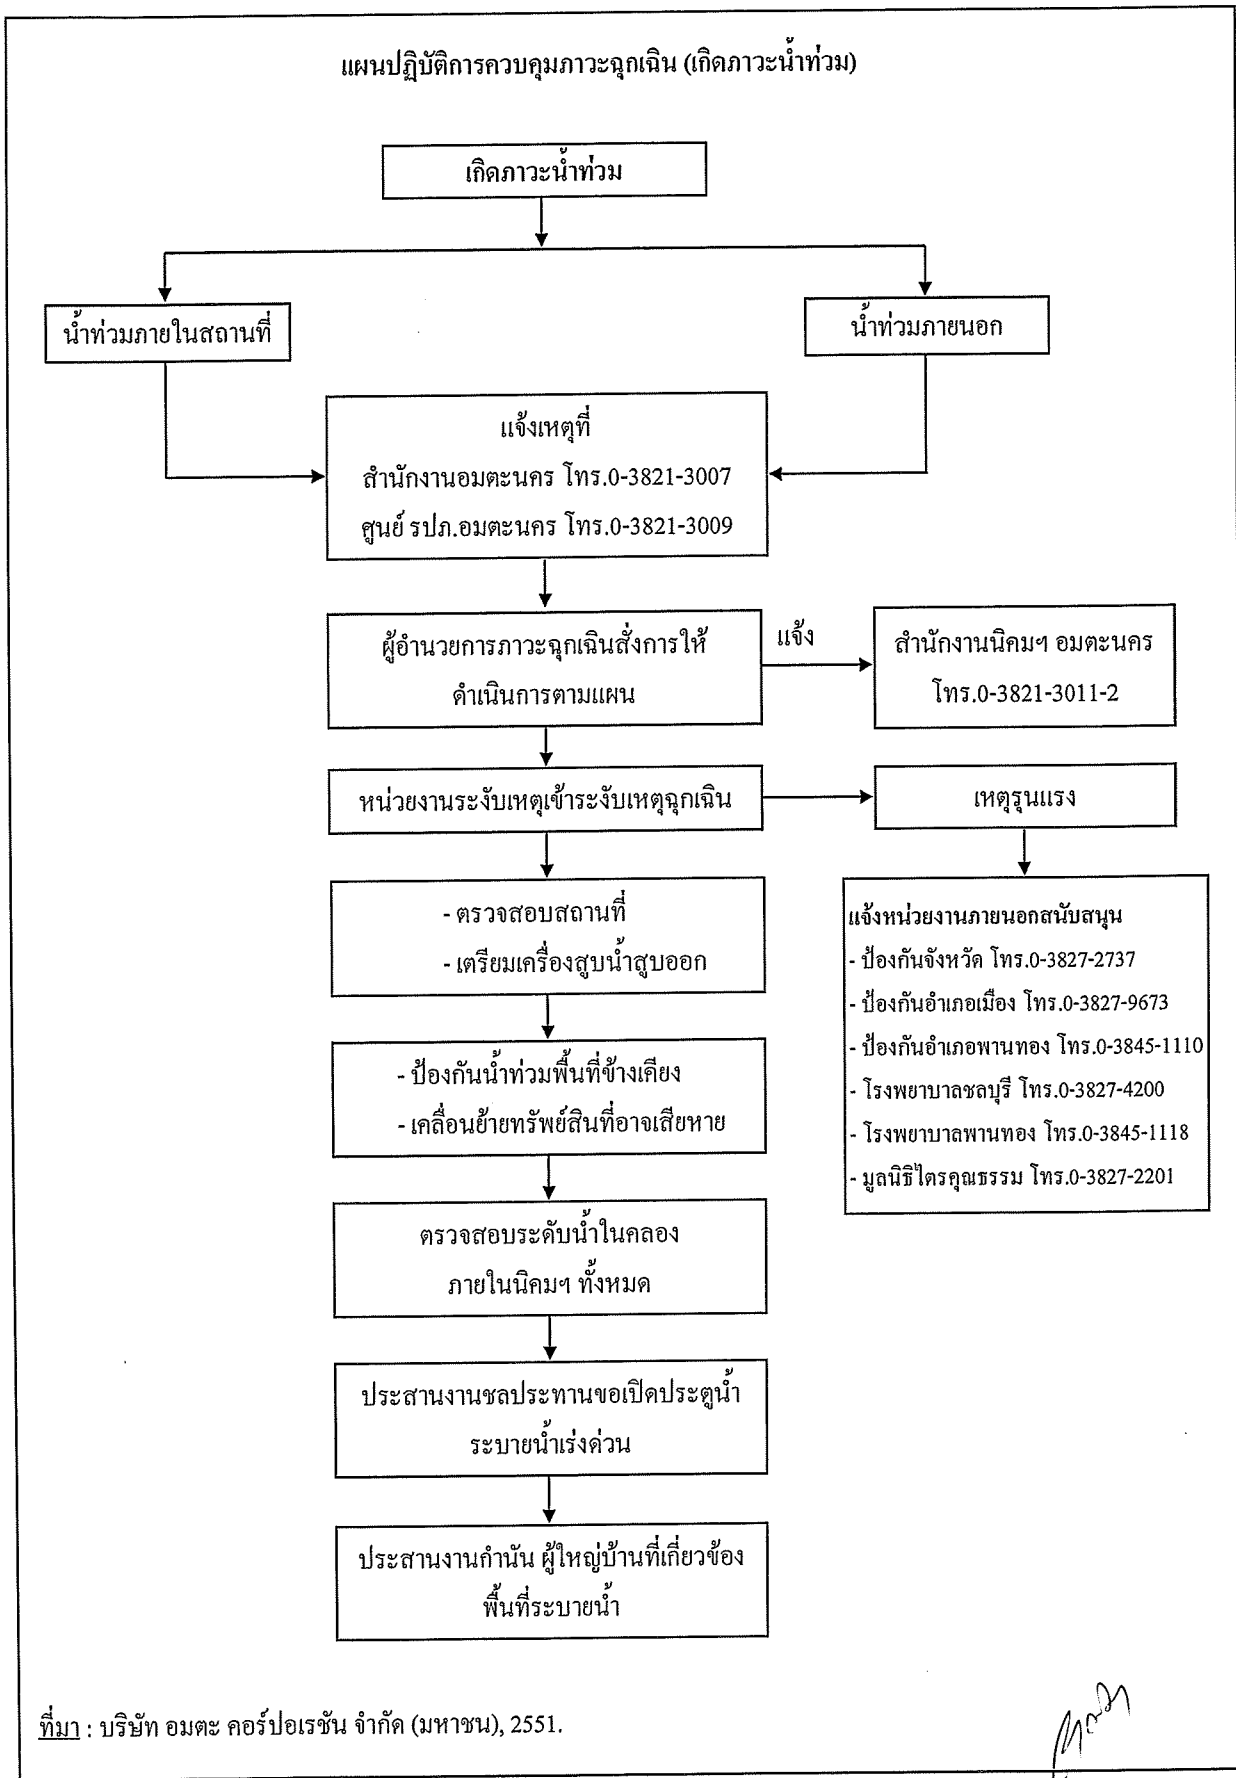 แผนปฏิบัติการควบคุมภาวะฉุกเฉิน (เกิดภาวะน้ำท่วม)
เกิดภาวะน้ำท่วม
น้ำท่วมภายในสถานที่
น้ำท่วมภายนอก
แจ้งเหตุที่
สำนักงานอมตะนคร โทร.0-3821-3007
ศูนย์ รปภ.อมตะนคร โทร.0-3821-3009
ผู้อำนวยการภาวะฉุกเฉินสั่งการให้
ดำเนินการตามแผน
แจ้ง
สำนักงานนิคมฯ อมตะนคร
โทร.0-3821-3011-2
หน่วยงานระงับเหตุเข้าระงับเหตุฉุกเฉิน
เหตุรุนแรง
- ตรวจสอบสถานที่
- เตรียมเครื่องสูบน้ำสูบออก
แจ้งหน่วยงานภายนอกสนับสนุน
- ป้องกันจังหวัด โทร.0-3827-2737
- ป้องกันอำเภอเมือง โทร.0-3827-9673
- ป้องกันอำเภอพานทอง โทร.0-3845-1110
- โรงพยาบาลชลบุรี โทร.0-3827-4200
- โรงพยาบาลพานทอง โทร.0-3845-1118
- มูลนิธิไตรคุณธรรม โทร.0-3827-2201
- ป้องกันน้ำท่วมพื้นที่ข้างเคียง
- เคลื่อนย้ายทรัพย์สินที่อาจเสียหาย
ตรวจสอบระดับน้ำในคลอง
ภายในนิคมฯ ทั้งหมด
ประสานงานชลประทานขอเปิดประตูน้ำ
ระบายน้ำเร่งด่วน
ประสานงานกำนัน ผู้ใหญ่บ้านที่เกี่ยวข้อง
พื้นที่ระบายน้ำ
ที่มา : บริษัท อมตะ คอร์ปอเรชัน จำกัด (มหาชน), 2551.